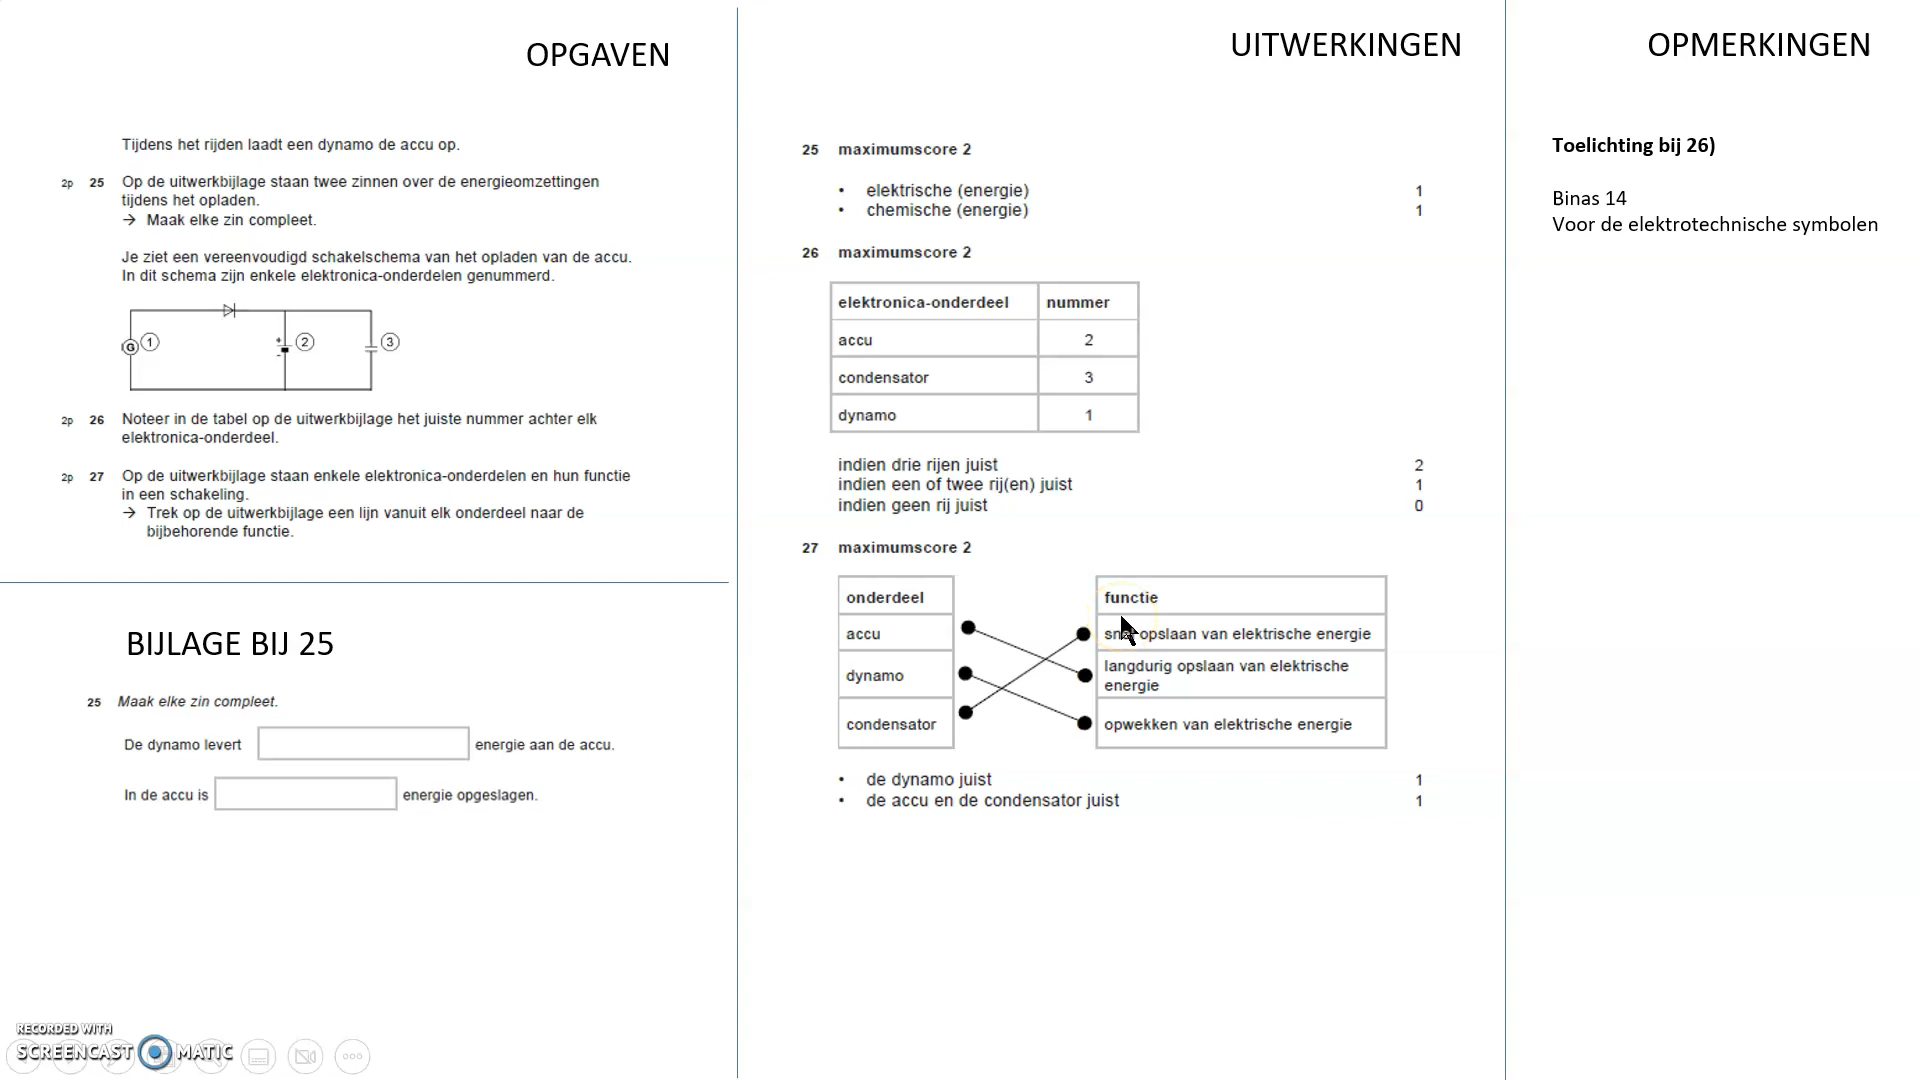 OPGAVEN
Tijdens het rijden laadt een dynamo de accu op.
2p 25 Op de uitwerkbijlage staan twee zinnen over de energieomzettingen
tijdens het opladen.
→ Maak elke zin compleet.
Je ziet een vereenvoudigd schakelschema van het opladen van de accu.
In dit schema zijn enkele elektronica-onderdelen genummerd.
G 1 + - 2 3
2p 26 Noteer in de tabel op de uitwerkbijlage het juiste nummer achter elk
elektronica-onderdeel.
2p 27 Op de uitwerkbijlage staan enkele elektronica-onderdelen en hun functie
in een schakeling.
→ Trek op de uitwerkbijlage een lijn vanuit elk onderdeel naar de
bijbehorende functie.
BIJLAGE BIJ 25
25 Maak elke zin compleet.
De dynamo levert energie aan de accu.
In de accu is energie opgeslagen.
RECORDED WITH
SCREENCAST MATIC
UITWERKINGEN
25 maximumscore 2
• elektrische (energie) 1
• chemische (energie) 1
26 maximumscore 2
elektronica-onderdeel nummer
accu 2
condensator 3
dynamo 1
indien drie rijen juist 2
indien een of twee rij(en) juist 1
indien geen rij juist 0
27 maximumscore 2
onderdeel functie
accu opslaan van elektrische energie
dynamo langdurig opslaan van elektrische
energie
condensator opwekken van elektrische energie
• de dynamo juist 1
• de accu en de condensator juist 1
OPMERKINGEN
Toelichting bij 26)
Binas 14
Voor de elektrotechnische symbolen